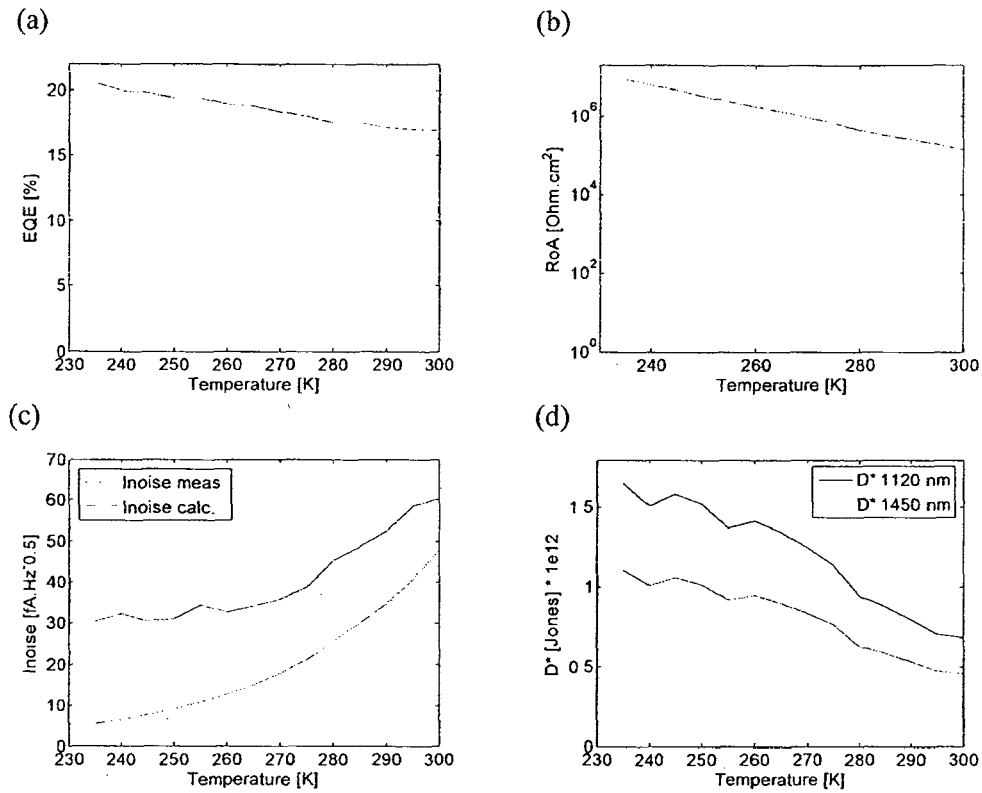 (a)
20
15
10
5
0
EQE [%]
230 240 250 260 270 280 290 300
Temperature [K]
(b)
10^6
10^4
10^2
10^0
RoA [Ohm.cm^2]
240 260 280 300
Temperature [K]
(c)
70
60
50
40
30
20
10
0
Inoise [fA.Hz^0.5]
Inoise meas
Inoise calc.
230 240 250 260 270 280 290 300
Temperature [K]
(d)
1 5
1
0 5
0
D* [Jones] * 1e12
D* 1120 nm
D* 1450 nm
230 240 250 260 270 280 290 300
Temperature [K]